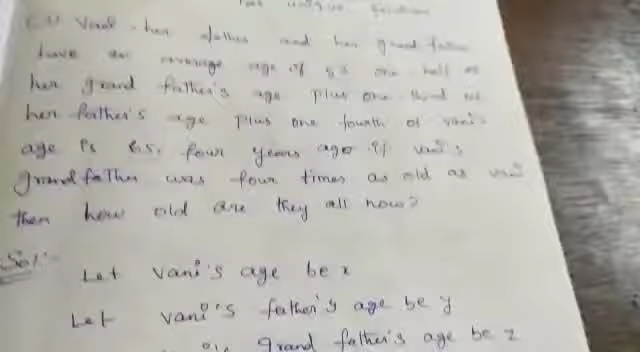 unique solution
Vani, her father and her grand father
have an average age of 53 one-half of
her grand father's age plus one-third of
her father's age plus one fourth of vani's
age is 65. four years ago if vani's
grandfather was four times as old as vani
then how old are they all now?
Sol:-
Let vani's age be x
Let vani's father's age be y
grand father's age be z